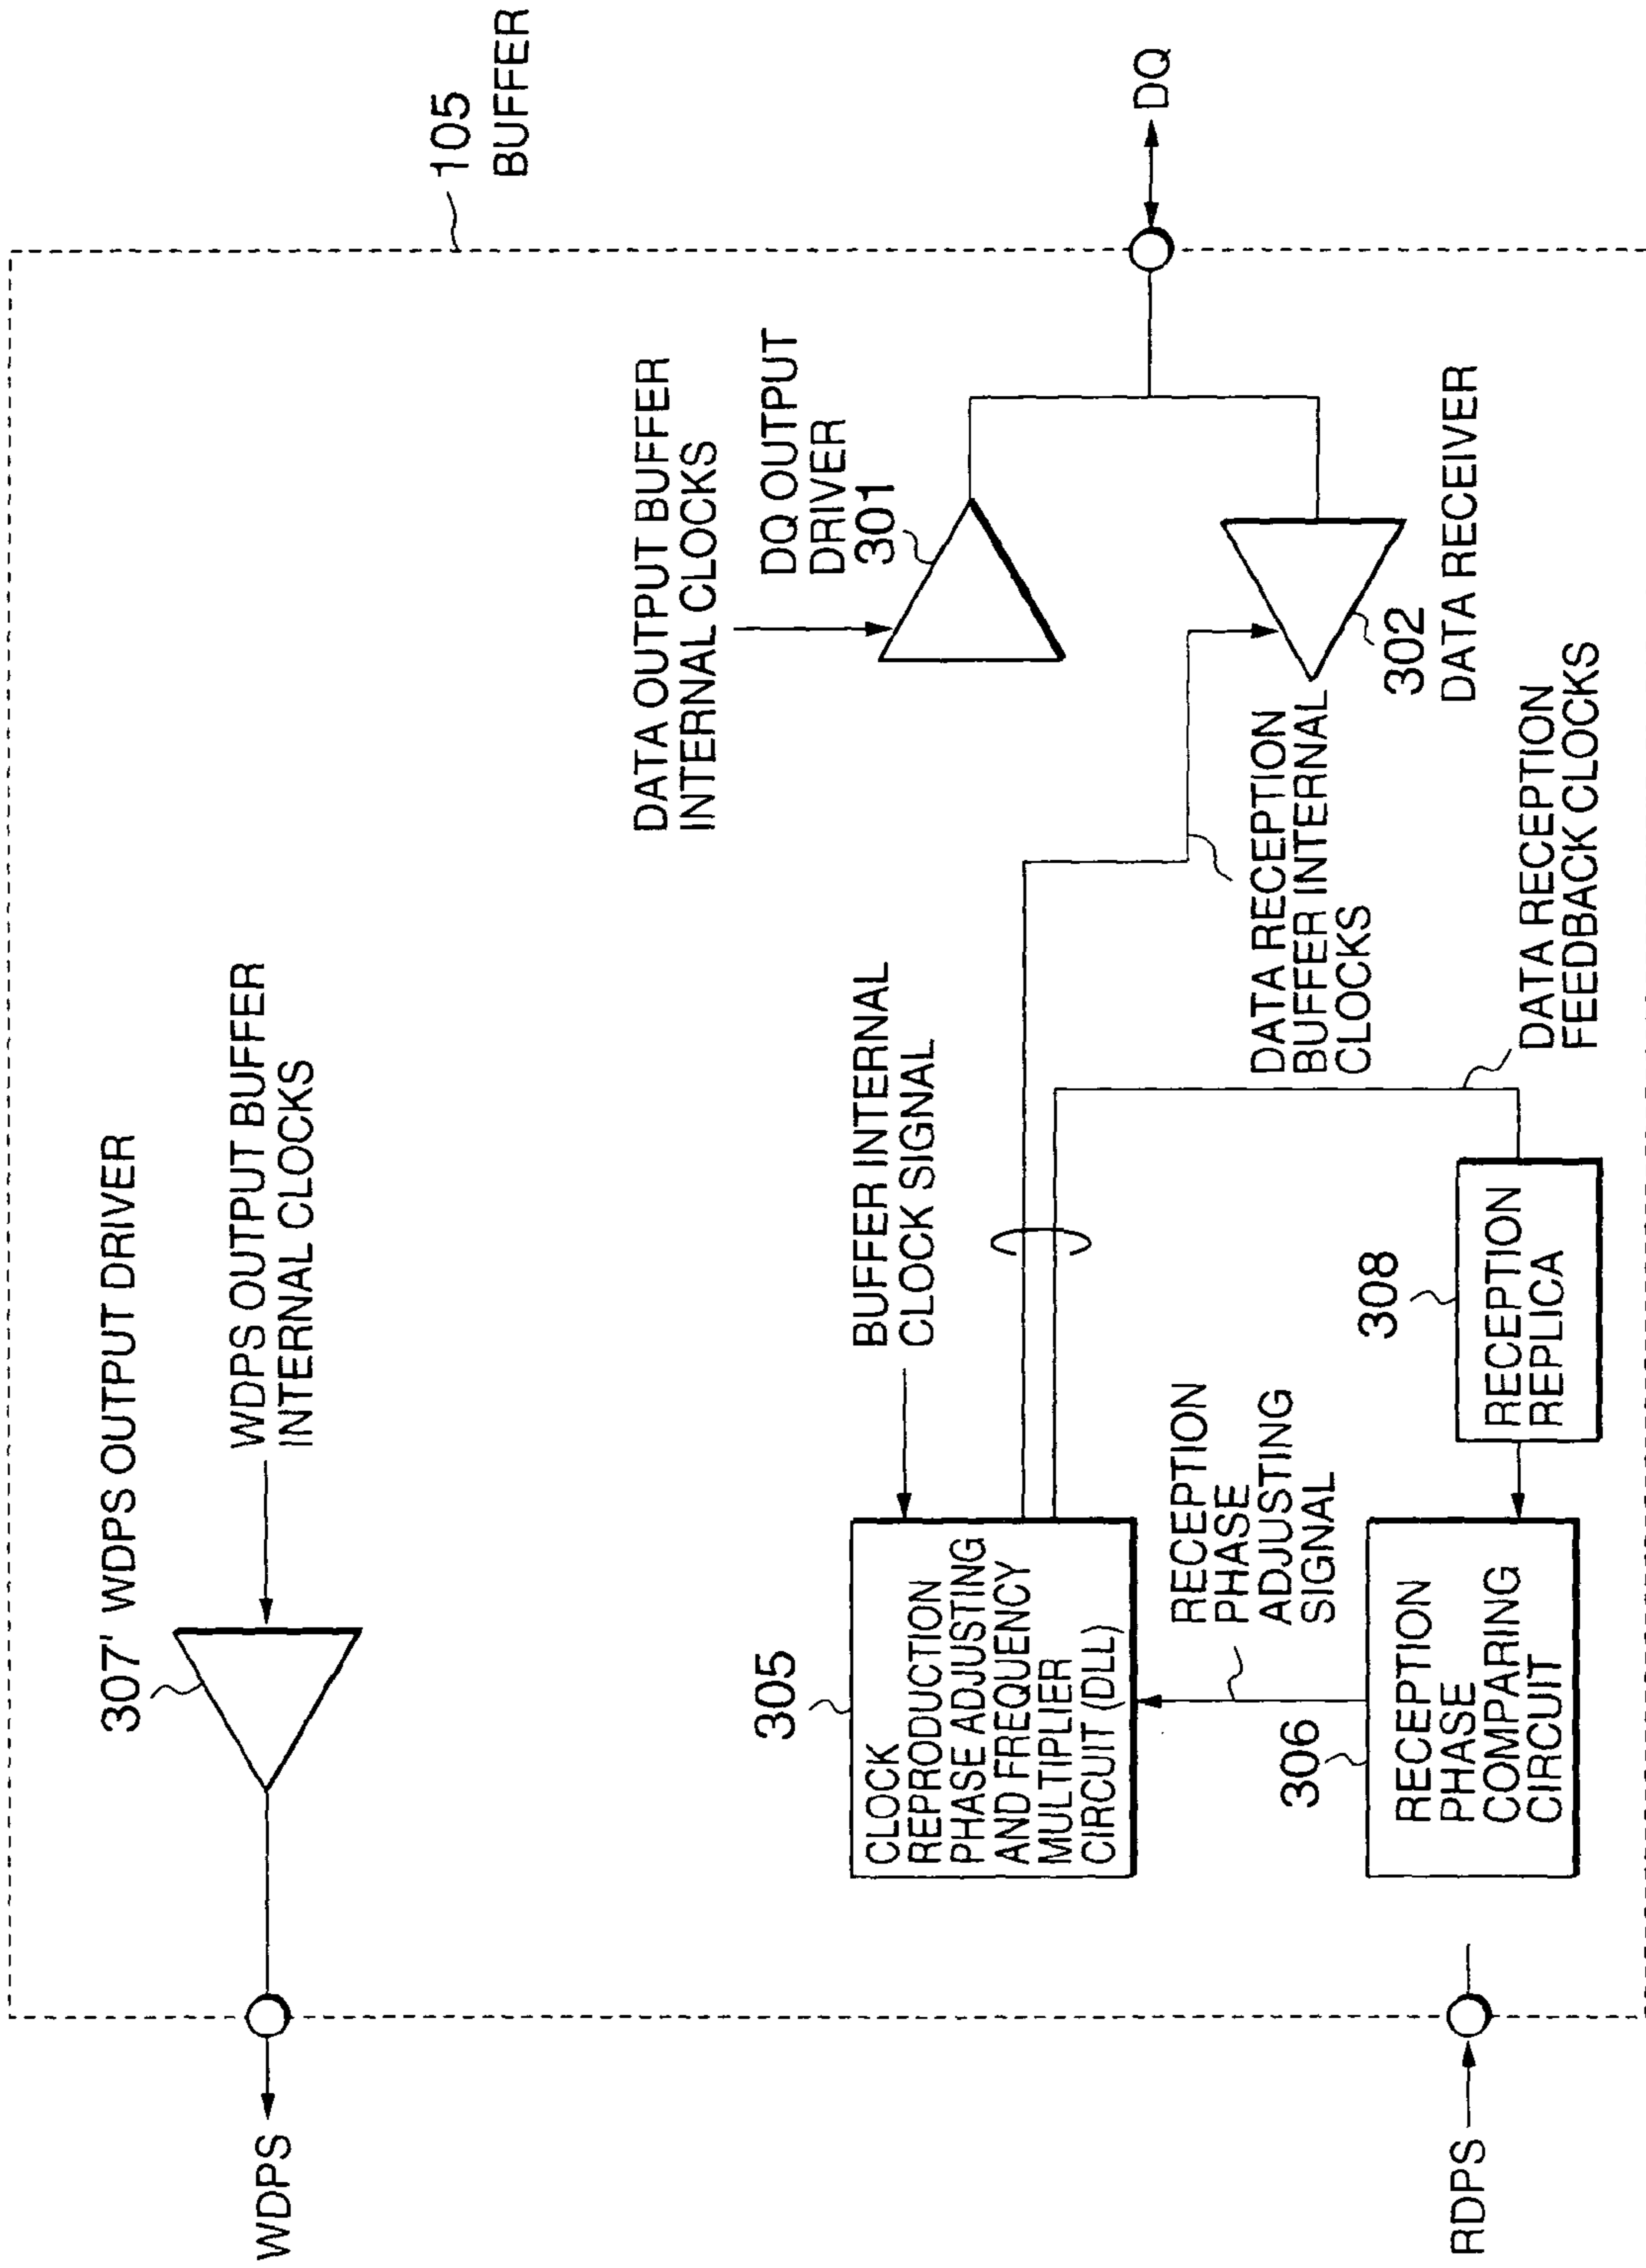 105
BUFFER
307' WDPS OUTPUT DRIVER
WDPS OUTPUT BUFFER
INTERNAL CLOCKS
WDPS
DATA OUTPUT BUFFER
INTERNAL CLOCKS
DQ OUTPUT
DRIVER
301
DQ
BUFFER INTERNAL
CLOCK SIGNAL
305
CLOCK
REPRODUCTION
PHASE ADJUSTING
AND FREQUENCY
MULTIPLIER
CIRCUIT (DLL)
DATA RECEPTION
BUFFER INTERNAL
CLOCKS
302
DATA RECEIVER
RECEPTION
PHASE
ADJUSTING
SIGNAL
306
RECEPTION
PHASE
COMPARING
CIRCUIT
308
RECEPTION
REPLICA
DATA RECEPTION
FEEDBACK CLOCKS
RDPS